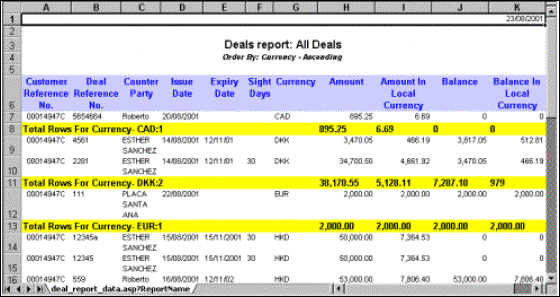 A B C D E F G H I J K
1 23/08/2001
2
3 Deals report: All Deals
4 Order By: Currency - Ascending
5
6 Customer Reference No. Deal Reference No. Counter Party Issue Date Expiry Date Sight Days Currency Amount Amount In Local Currency Balance Balance In Local Currency
7 00014947C 5654664 Roberto 20/08/2001 CAD 895.25 6.69 0 0
8 Total Rows For Currency- CAD:1 895.25 6.69 0 0
9 00014947C 4561 ESTHER SANCHEZ 14/08/2001 12/11/01 DKK 3,470.05 466.19 3,817.05 512.81
10 00014947C 2281 ESTHER SANCHEZ 14/08/2001 12/11/01 30 DKK 34,700.50 4,661.92 3,470.05 466.19
11 Total Rows For Currency- DKK:2 38,170.55 5,128.11 7,287.10 979
12 00014947C 111 PLACA SANTA ANA 22/08/2001 EUR 2,000.00 2,000.00 2,000.00 2,000.00
13 Total Rows For Currency- EUR:1 2,000.00 2,000.00 2,000.00 2,000.00
14 00014947C 12345a ESTHER SANCHEZ 15/08/2001 15/11/2001 30 HKD 50,000.00 7,364.53 0 0
15 00014947C 12345 ESTHER SANCHEZ 15/08/2001 15/11/2001 30 HKD 50,000.00 7,364.53 0 0
16 00014947C 559 Roberto 16/08/2001 12/11/02 HKD 53,000.00 7,806.40 53,000.00 7,806.40
deal_report_data.asp?ReportName